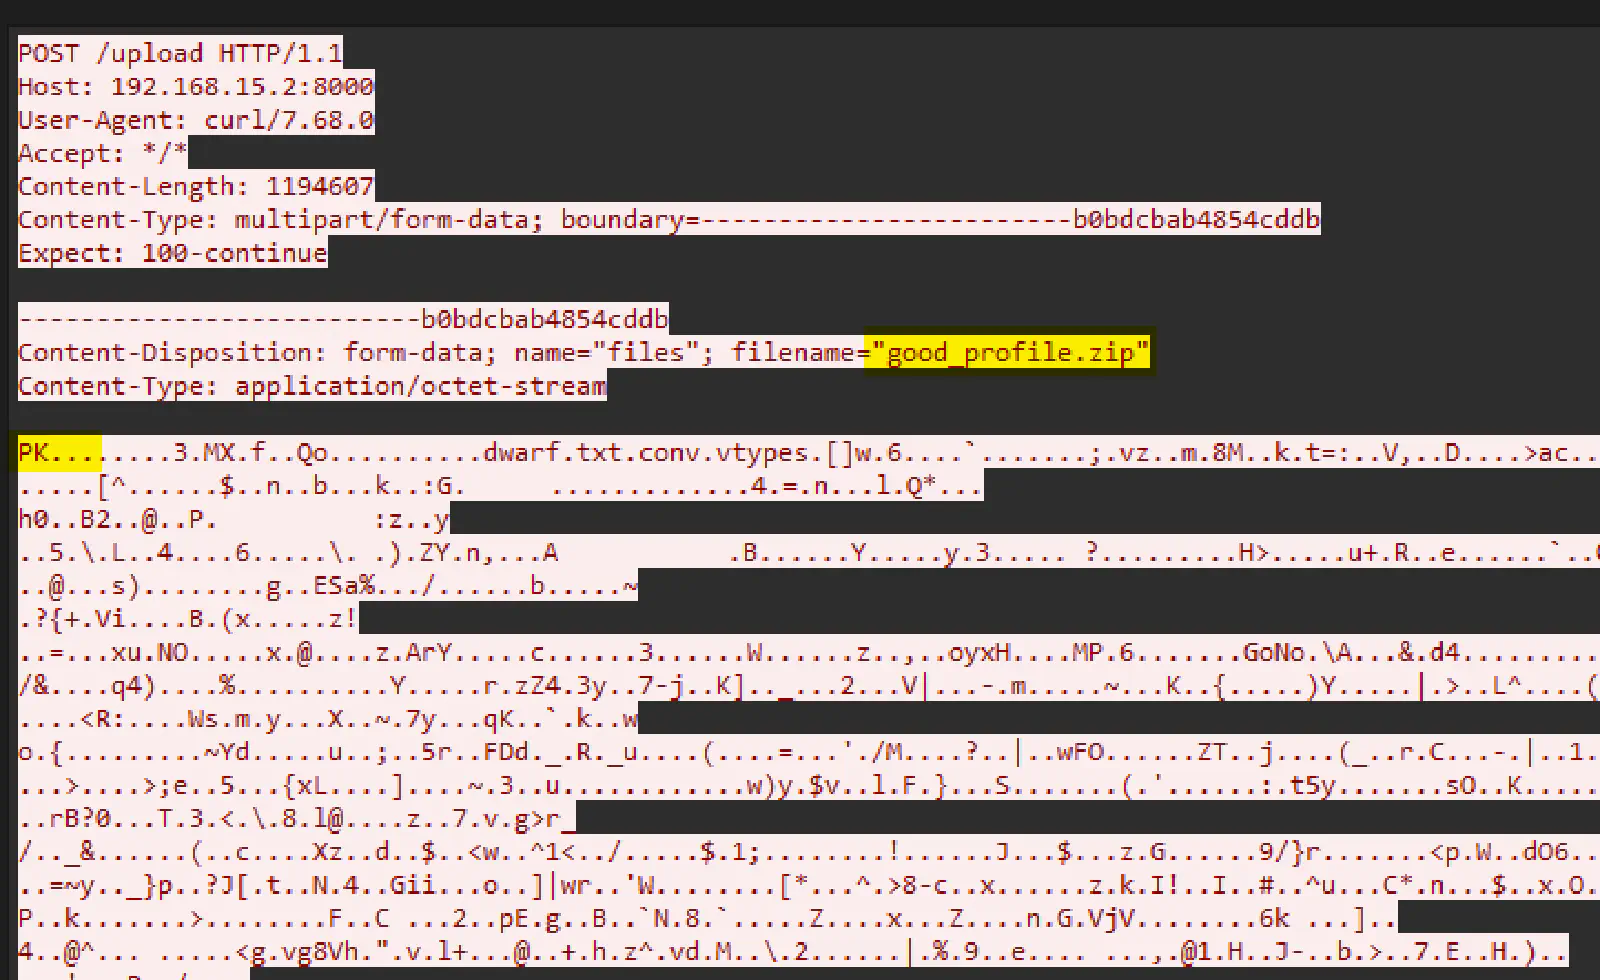 POST /upload HTTP/1.1
Host: 192.168.15.2:8000
User-Agent: curl/7.68.0
Accept: */*
Content-Length: 1194607
Content-Type: multipart/form-data; boundary=------------------------b0bdcbab4854cddb
Expect: 100-continue
--------------------------b0bdcbab4854cddb
Content-Disposition: form-data; name="files"; filename="good_profile.zip"
Content-Type: application/octet-stream
PK........3.MX.f..Qo..........dwarf.txt.conv.vtypes.[]w.6....`.......;.vz..m.8M..k.t=:..V,..D....>ac..
.....[^......$..n..b...k..:G. .............4.=.n...l.Q*...
h0..B2..@..P. :z..y
..5.\.L..4....6.....\. .).ZY.n,...A .B......Y.....y.3..... ?.........H>.....u+.R..e......`..
..@...s)........g..ESa%.../......b.....~
.?{+.Vi....B.(x.....z!
..=...xu.NO.....x.@....z.ArY.....c......3......W......z..,..oyxH....MP.6.......GoNo.\A...&.d4.........
/&....q4)....%..........Y.....r.zZ4.3y..7-j..K].._...2...V|...-.m.....~...K..{.....)Y.....|.>..L^....(
....<R:....Ws.m.y...X..~.7y...qK..`.k..w
o.{.........~Yd.....u..;..5r..FDd._.R._u....(....=...'./M....?..|..wFO......ZT..j....(_..r.C...-.|..1.
...>....>;e..5...{xL....]....~.3..u............w)y.$v..l.F.}...S.......(.'......:.t5y.......sO..K.....
..rB?0...T.3.<.\.8.l@....z..7.v.g>r_
/.._&......(..c....Xz..d..$..<w..^1<../.....$.1;........!......J...$...z.G......9/}r.......<p.W..dO6..
..=~y.._}p..?J[.t..N.4..Gii...o..]|wr..'W........[*...^.>8-c..x......z.k.I!..I..#..^u...C*.n...$..x.O.
P..k.......>........F..C ...2..pE.g..B..`N.8.`.....Z....x...Z....n.G.VjV........6k ...]..
4..@^... .....<g.vg8Vh.".v.l+...@..+.h.z^.vd.M..\.2......|.%.9..e.... ...,.@1.H..J-..b.>..7.E..H.)..